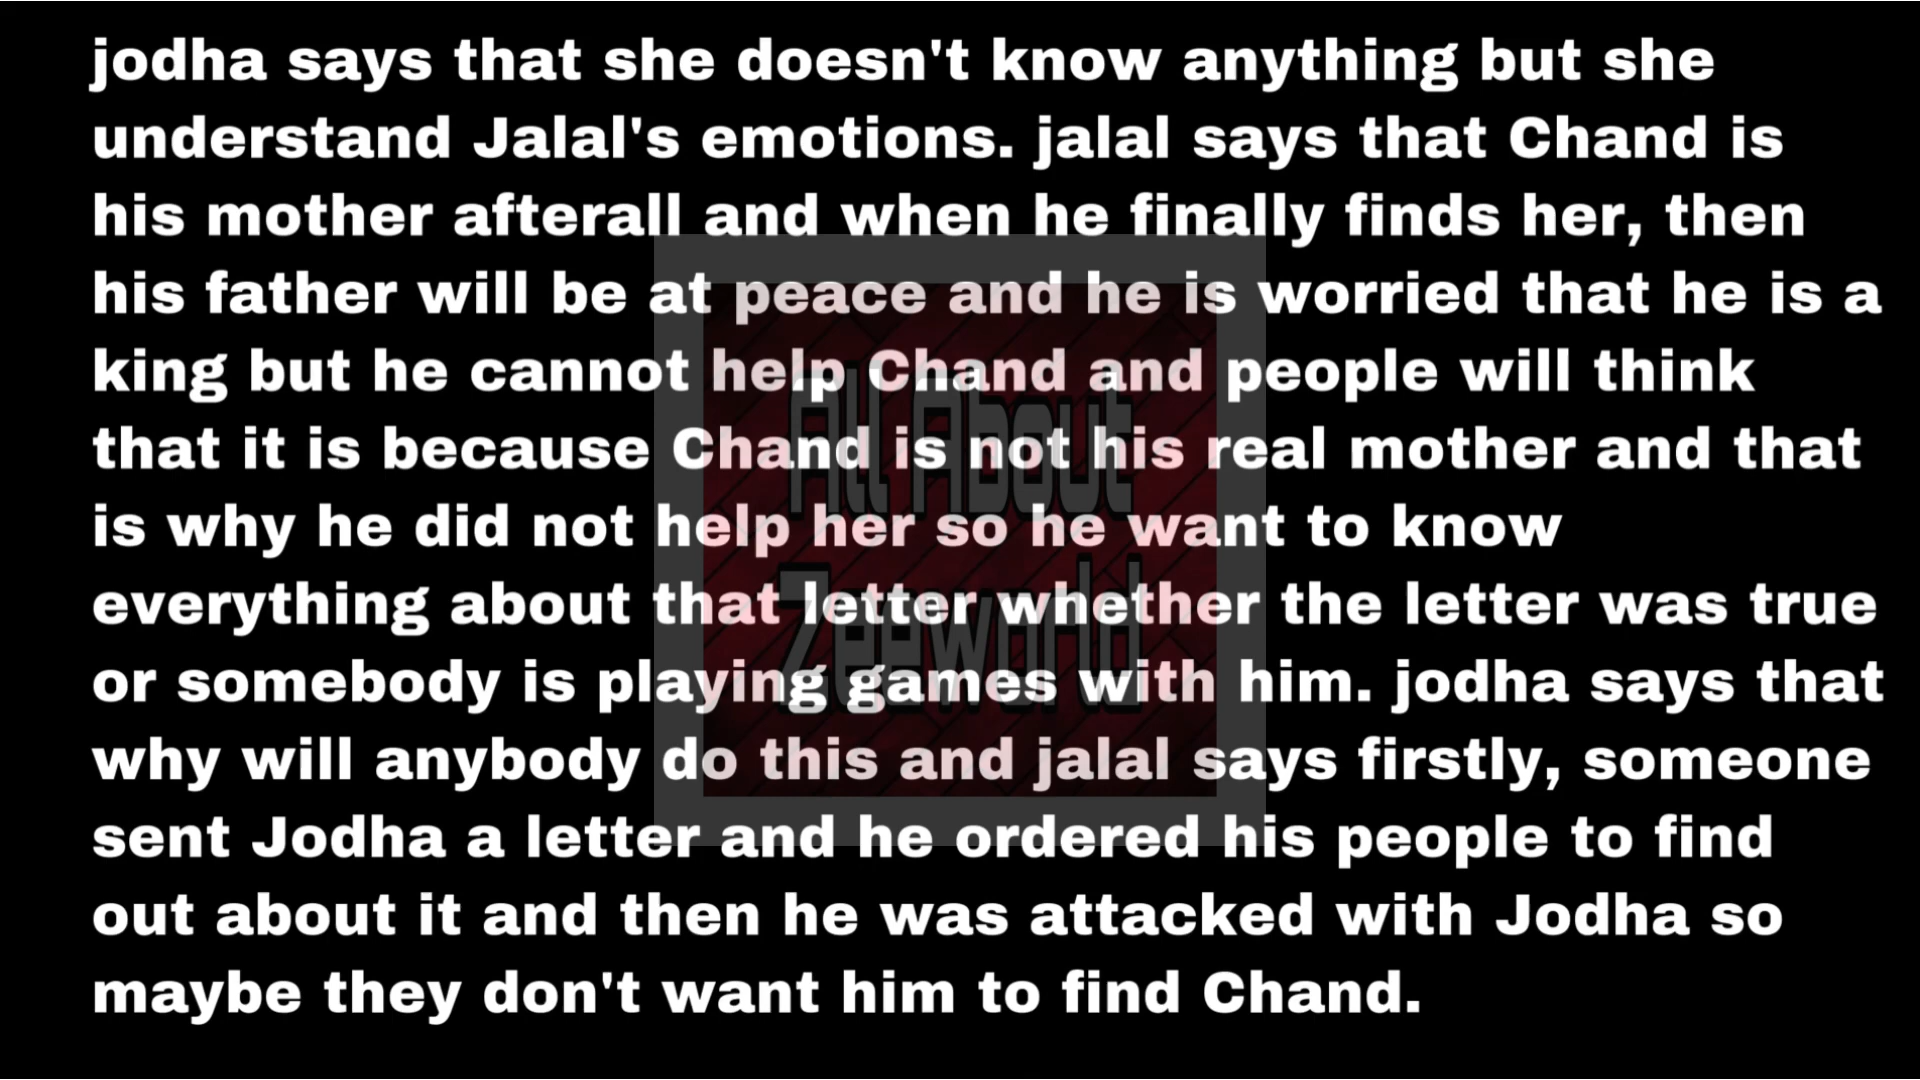 jodha says that she doesn't know anything but she
understand Jalal's emotions. jalal says that Chand is
his mother afterall and when he finally finds her, then
his father will be at peace and he is worried that he is a
king but he cannot help Chand and people will think
that it is because Chand is not his real mother and that
is why he did not help her so he want to know
everything about that letter whether the letter was true
or somebody is playing games with him. jodha says that
why will anybody do this and jalal says firstly, someone
sent Jodha a letter and he ordered his people to find
out about it and then he was attacked with Jodha so
maybe they don't want him to find Chand.
All About
Zeeworld